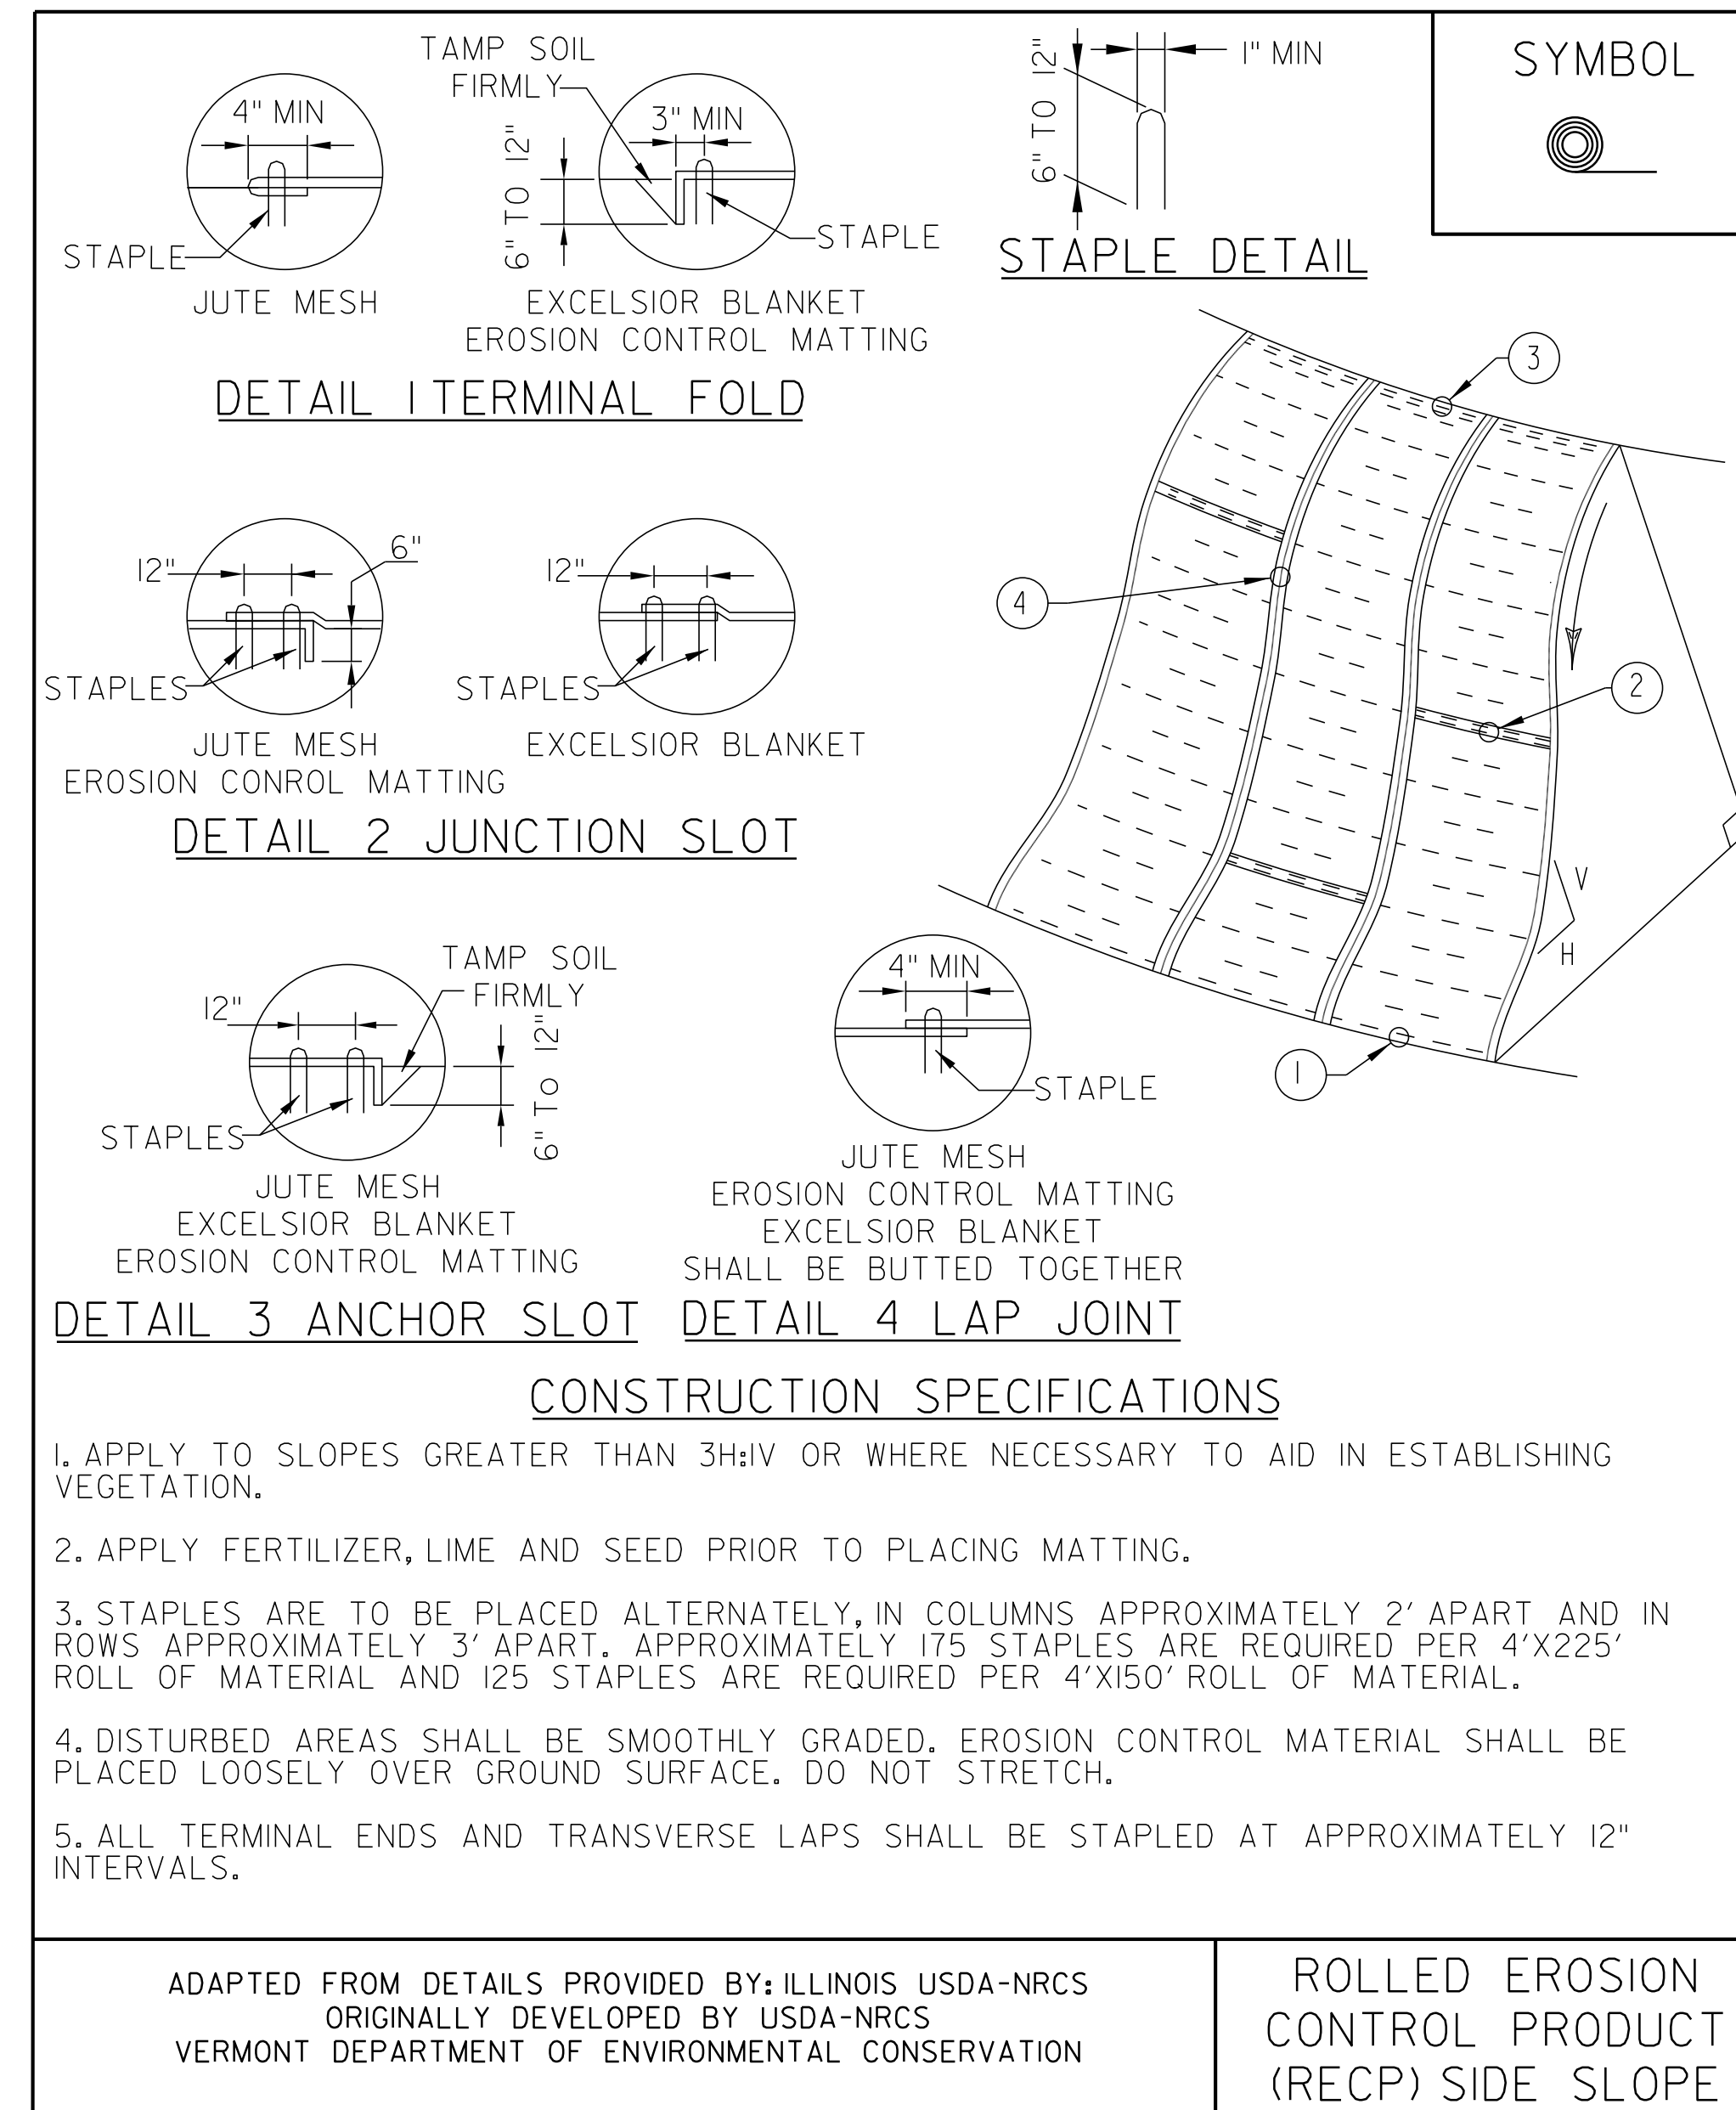 TAMP SOIL
FIRMLY
4" MIN
3" MIN
6" TO 12"
STAPLE
STAPLE
JUTE MESH
EXCELSIOR BLANKET
EROSION CONTROL MATTING
DETAIL 1 TERMINAL FOLD
6" TO 12"
1" MIN
STAPLE DETAIL
SYMBOL
12"
6"
STAPLES
JUTE MESH
EROSION CONROL MATTING
12"
STAPLES
EXCELSIOR BLANKET
DETAIL 2 JUNCTION SLOT
3
4
2
V
H
1
TAMP SOIL
FIRMLY
12"
6" TO 12"
STAPLES
JUTE MESH
EXCELSIOR BLANKET
EROSION CONTROL MATTING
DETAIL 3 ANCHOR SLOT
4" MIN
STAPLE
JUTE MESH
EROSION CONTROL MATTING
EXCELSIOR BLANKET
SHALL BE BUTTED TOGETHER
DETAIL 4 LAP JOINT
CONSTRUCTION SPECIFICATIONS
1. APPLY TO SLOPES GREATER THAN 3H:1V OR WHERE NECESSARY TO AID IN ESTABLISHING
VEGETATION.
2. APPLY FERTILIZER, LIME AND SEED PRIOR TO PLACING MATTING.
3. STAPLES ARE TO BE PLACED ALTERNATELY, IN COLUMNS APPROXIMATELY 2' APART AND IN
ROWS APPROXIMATELY 3' APART. APPROXIMATELY 175 STAPLES ARE REQUIRED PER 4'X225'
ROLL OF MATERIAL AND 125 STAPLES ARE REQUIRED PER 4'X150' ROLL OF MATERIAL.
4. DISTURBED AREAS SHALL BE SMOOTHLY GRADED. EROSION CONTROL MATERIAL SHALL BE
PLACED LOOSELY OVER GROUND SURFACE. DO NOT STRETCH.
5. ALL TERMINAL ENDS AND TRANSVERSE LAPS SHALL BE STAPLED AT APPROXIMATELY 12"
INTERVALS.
ADAPTED FROM DETAILS PROVIDED BY: ILLINOIS USDA-NRCS
ORIGINALLY DEVELOPED BY USDA-NRCS
VERMONT DEPARTMENT OF ENVIRONMENTAL CONSERVATION
ROLLED EROSION
CONTROL PRODUCT
(RECP) SIDE SLOPE